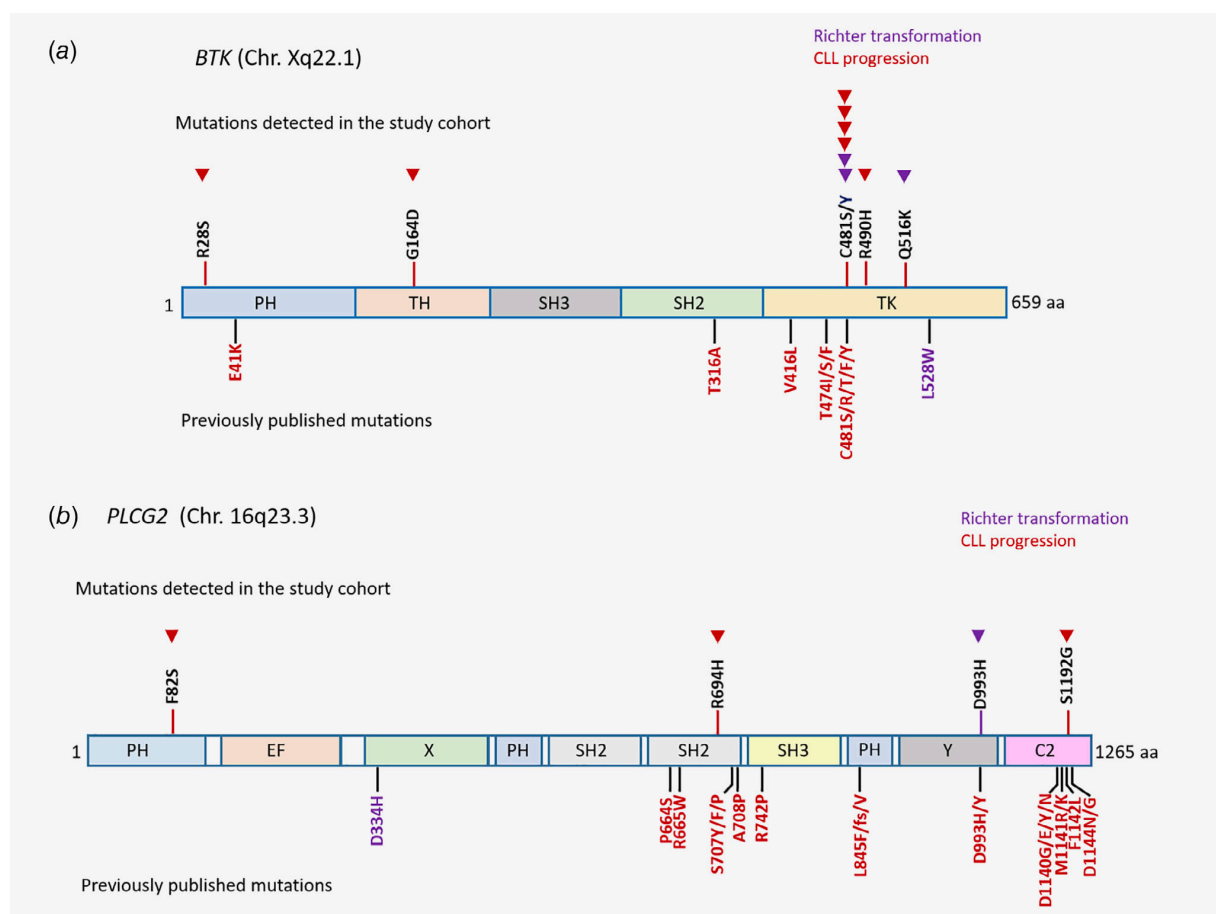 (a)
BTK (Chr. Xq22.1)
Richter transformation
CLL progression
Mutations detected in the study cohort
R28S
G164D
C481S/Y
R490H
Q516K
1
PH
TH
SH3
SH2
TK
659 aa
E41K
T316A
V416L
T474I/S/F
C481S/R/T/F/Y
L528W
Previously published mutations
(b)
PLCG2 (Chr. 16q23.3)
Richter transformation
CLL progression
Mutations detected in the study cohort
F82S
R694H
D993H
S1192G
1
PH
EF
X
PH
SH2
SH2
SH3
PH
Y
C2
1265 aa
D334H
P664S
R665W
S707Y/F/P
A708P
R742P
L845F/fs/V
D993H/Y
D1140G/E/Y/N
M1141R/K
F1142L
D1144N/G
Previously published mutations